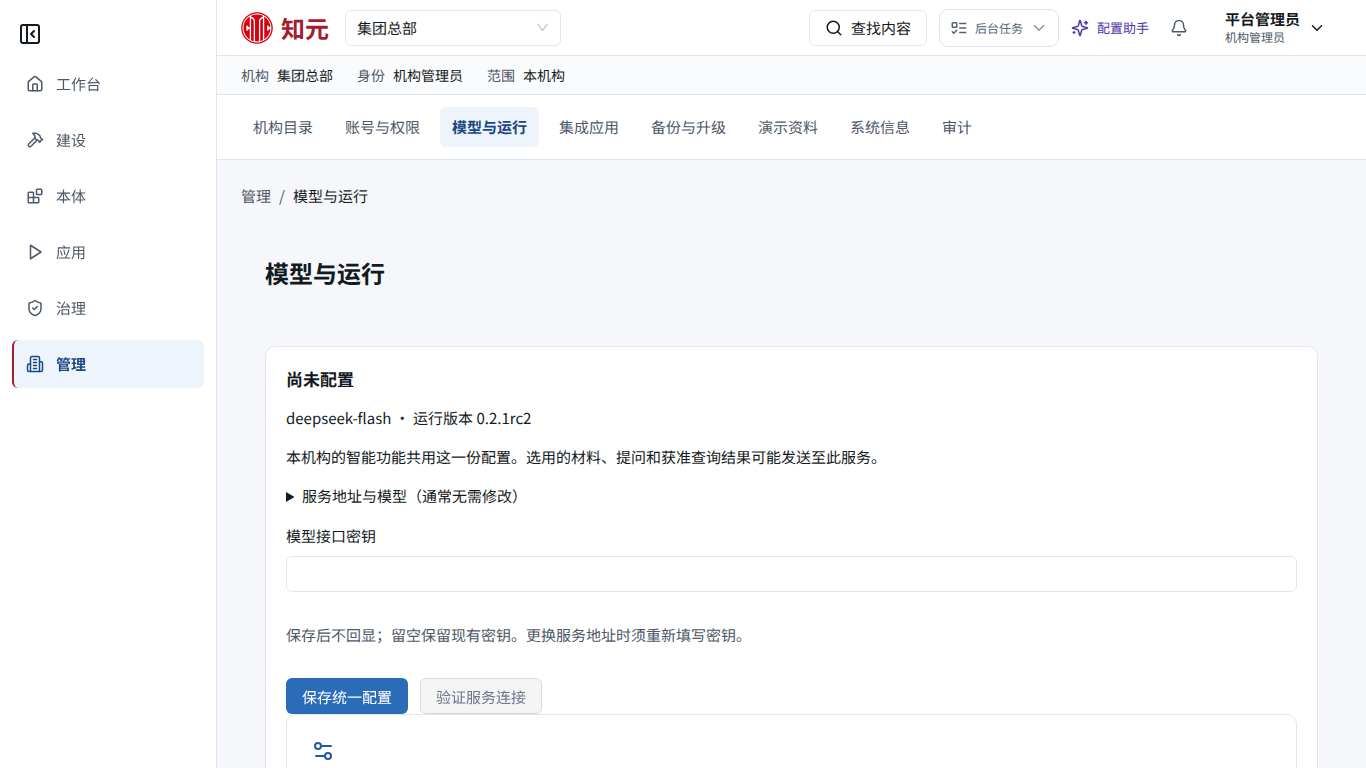 知元
集团总部
查找内容
后台任务
配置助手
平台管理员
机构管理员
工作台
建设
本体
应用
治理
管理
机构 集团总部 身份 机构管理员 范围 本机构
机构目录 账号与权限 模型与运行 集成应用 备份与升级 演示资料 系统信息 审计
管理 / 模型与运行
模型与运行
尚未配置
deepseek-flash · 运行版本 0.2.1rc2
本机构的智能功能共用这一份配置。选用的材料、提问和获准查询结果可能发送至此服务。
服务地址与模型（通常无需修改）
模型接口密钥
保存后不回显；留空保留现有密钥。更换服务地址时须重新填写密钥。
保存统一配置 验证服务连接